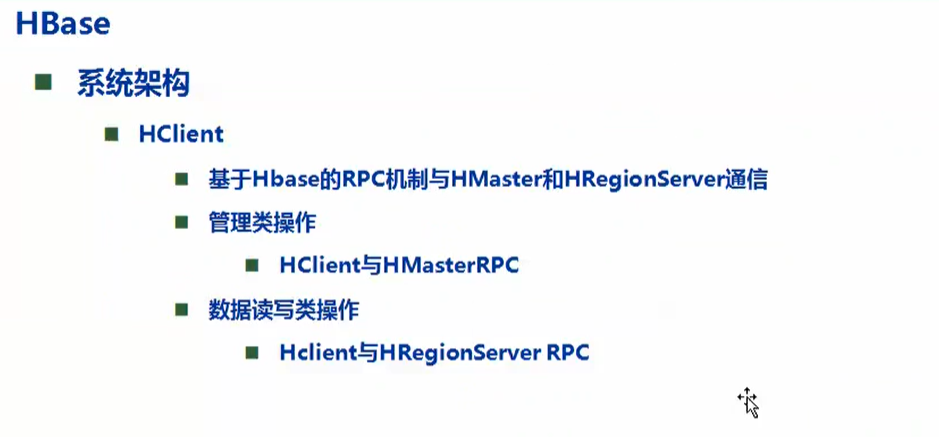 HBase
系统架构
HClient
基于Hbase的RPC机制与HMaster和HRegionServer通信
管理类操作
HClient与HMasterRPC
数据读写类操作
Hclient与HRegionServer RPC